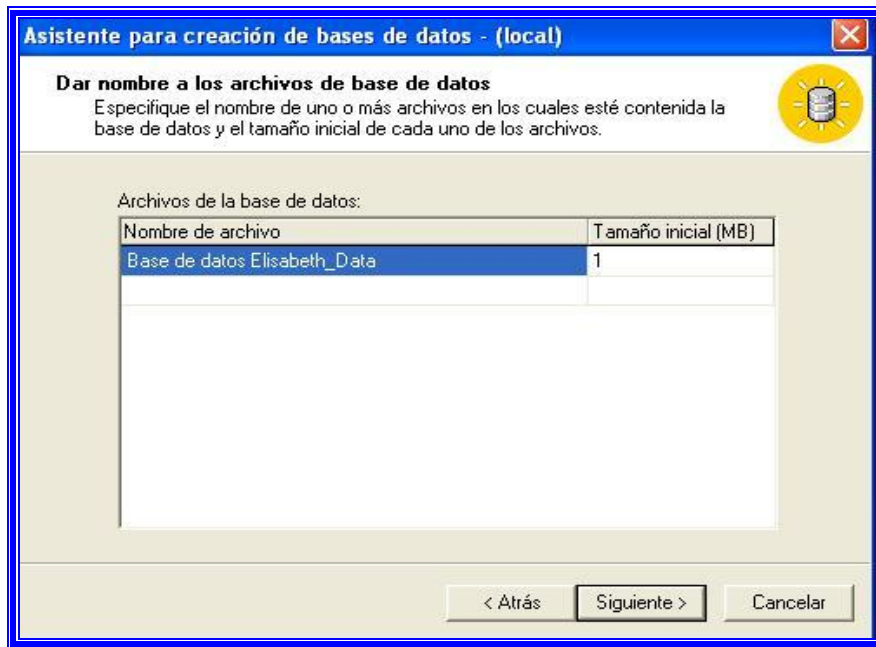 Asistente para creación de bases de datos - (local)
Dar nombre a los archivos de base de datos
Especifique el nombre de uno o más archivos en los cuales esté contenida la
base de datos y el tamaño inicial de cada uno de los archivos.
Archivos de la base de datos:
Nombre de archivo Tamaño inicial (MB)
Base de datos Elisabeth_Data 1
< Atrás Siguiente > Cancelar